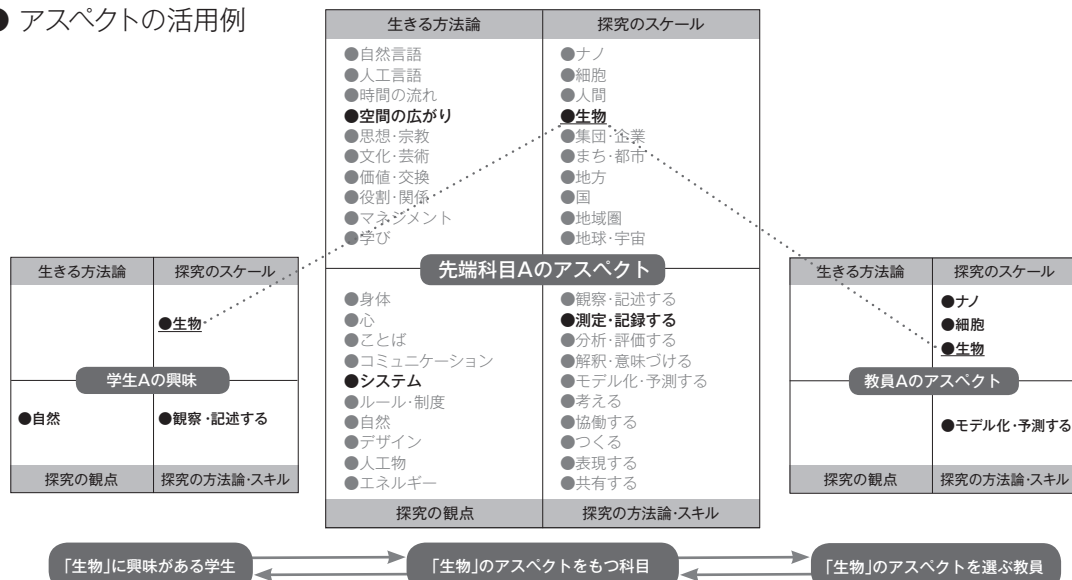 ● アスペクトの活用例
生きる方法論 探究のスケール
●自然言語
●人工言語
●時間の流れ
●空間の広がり
●思想・宗教
●文化・芸術
●価値・交換
●役割・関係
●マネジメント
●学び
●ナノ
●細胞
●人間
●生物
●集団・企業
●まち・都市
●地方
●国
●地域圏
●地球・宇宙
先端科目Aのアスペクト
●身体
●心
●ことば
●コミュニケーション
●システム
●ルール・制度
●自然
●デザイン
●人工物
●エネルギー
●観察・記述する
●測定・記録する
●分析・評価する
●解釈・意味づける
●モデル化・予測する
●考える
●協働する
●つくる
●表現する
●共有する
探究の観点 探究の方法論・スキル
生きる方法論 探究のスケール
●生物
学生Aの興味
●自然 ●観察・記述する
探究の観点 探究の方法論・スキル
生きる方法論 探究のスケール
●ナノ
●細胞
●生物
教員Aのアスペクト
●モデル化・予測する
探究の観点 探究の方法論・スキル
「生物」に興味がある学生 「生物」のアスペクトをもつ科目 「生物」のアスペクトを選ぶ教員